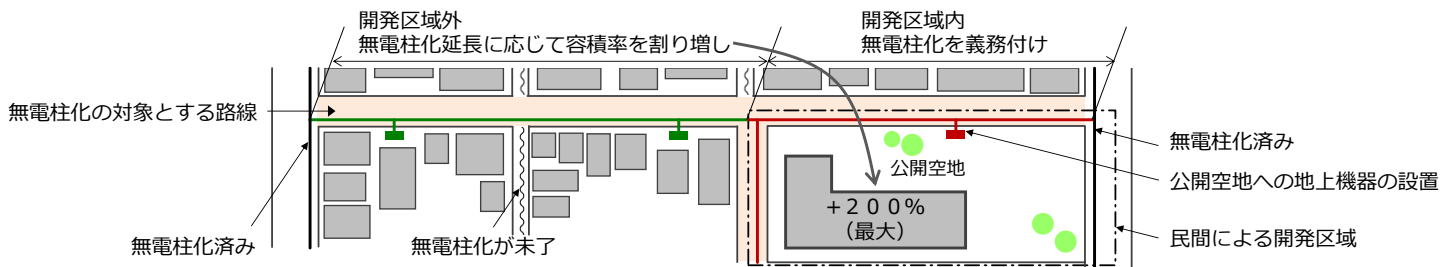 開発区域外
無電柱化延長に応じて容積率を割り増し
開発区域内
無電柱化を義務付け
無電柱化の対象とする路線
無電柱化済み
公開空地
公開空地への地上機器の設置
＋２００％
（最大）
無電柱化済み
無電柱化が未了
民間による開発区域